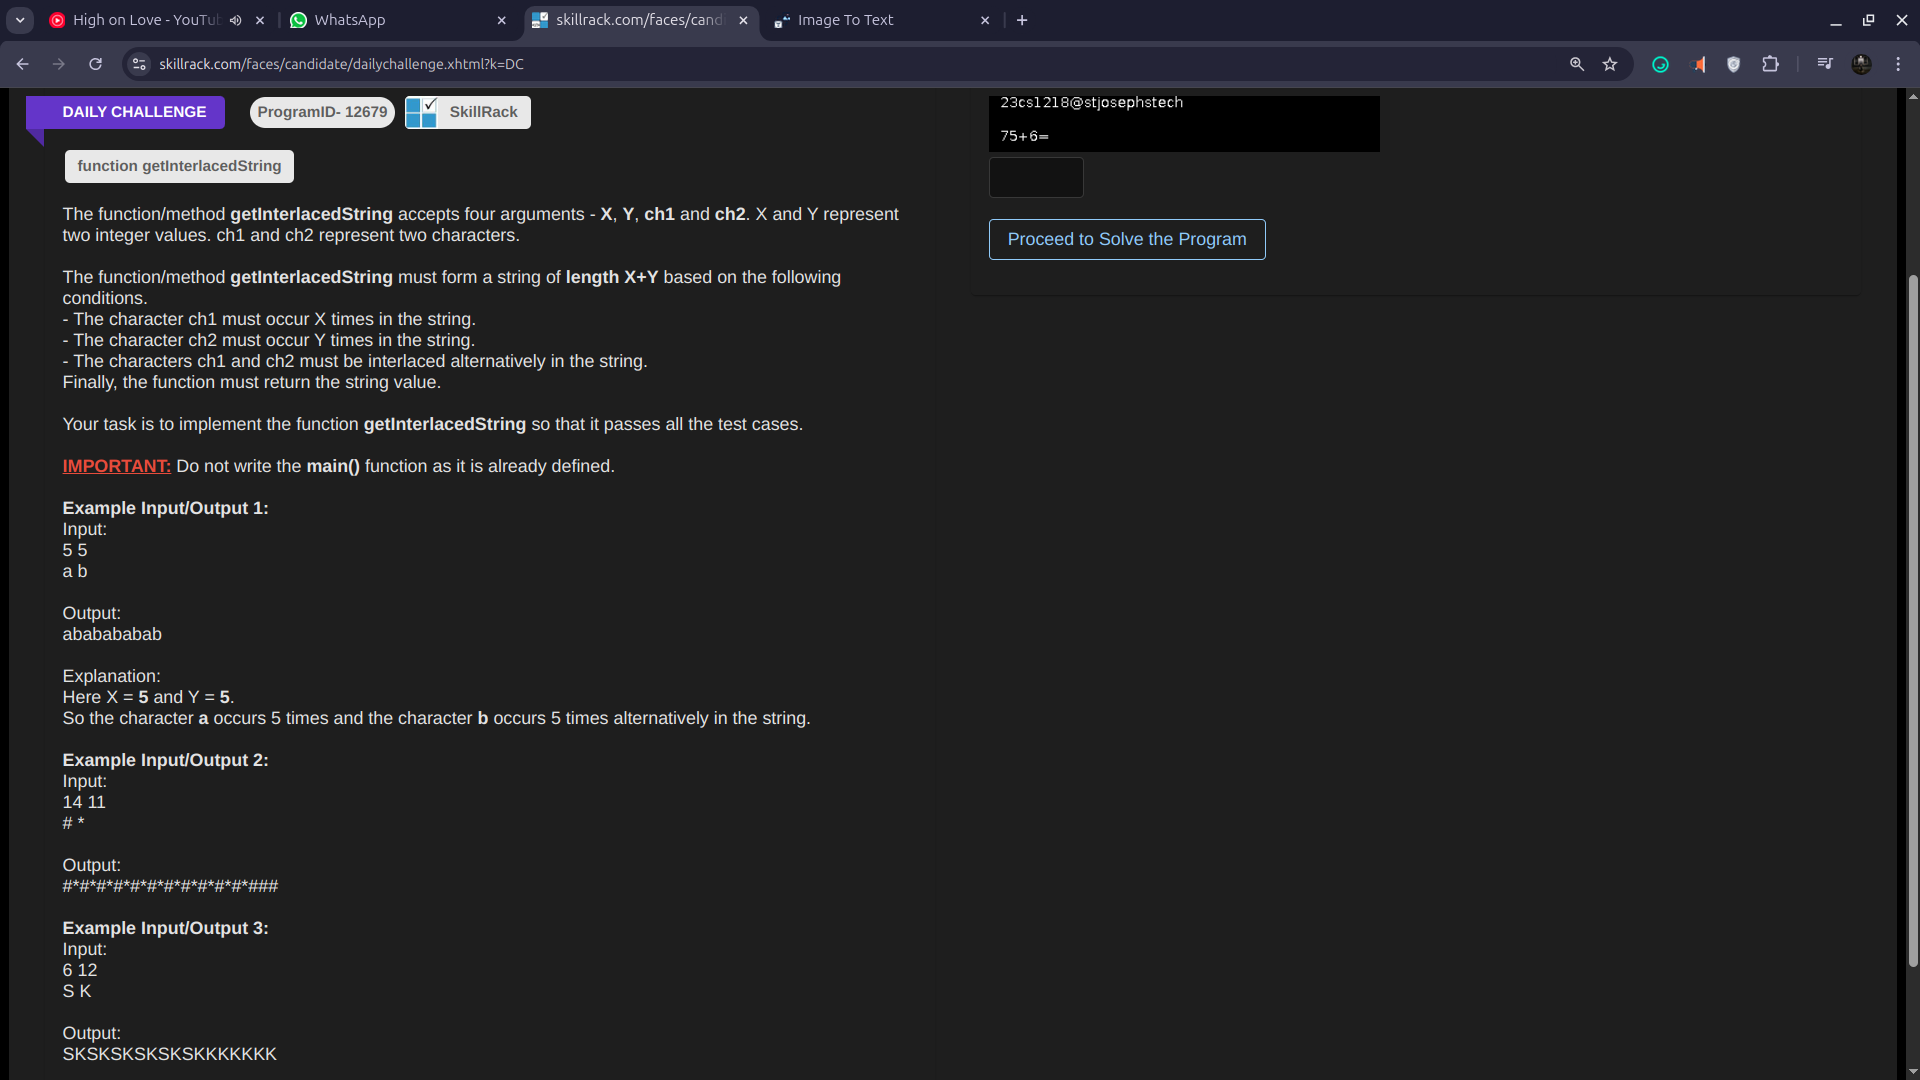 High on Love - YouTu
WhatsApp
skillrack.com/faces/cand
Image To Text
skillrack.com/faces/candidate/dailychallenge.xhtml?k=DC
DAILY CHALLENGE
ProgramID- 12679
SkillRack
function getInterlacedString
The function/method getInterlacedString accepts four arguments - X, Y, ch1 and ch2. X and Y represent
two integer values. ch1 and ch2 represent two characters.
The function/method getInterlacedString must form a string of length X+Y based on the following
conditions.
- The character ch1 must occur X times in the string.
- The character ch2 must occur Y times in the string.
- The characters ch1 and ch2 must be interlaced alternatively in the string.
Finally, the function must return the string value.
Your task is to implement the function getInterlacedString so that it passes all the test cases.
IMPORTANT: Do not write the main() function as it is already defined.
Example Input/Output 1:
Input:
5 5
a b
Output:
ababababab
Explanation:
Here X = 5 and Y = 5.
So the character a occurs 5 times and the character b occurs 5 times alternatively in the string.
Example Input/Output 2:
Input:
14 11
# *
Output:
#*#*#*#*#*#*#*#*#*#*#*###
Example Input/Output 3:
Input:
6 12
S K
Output:
SKSKSKSKSKSKKKKKKK
23cs1218@stjosephstech
75+6=
Proceed to Solve the Program